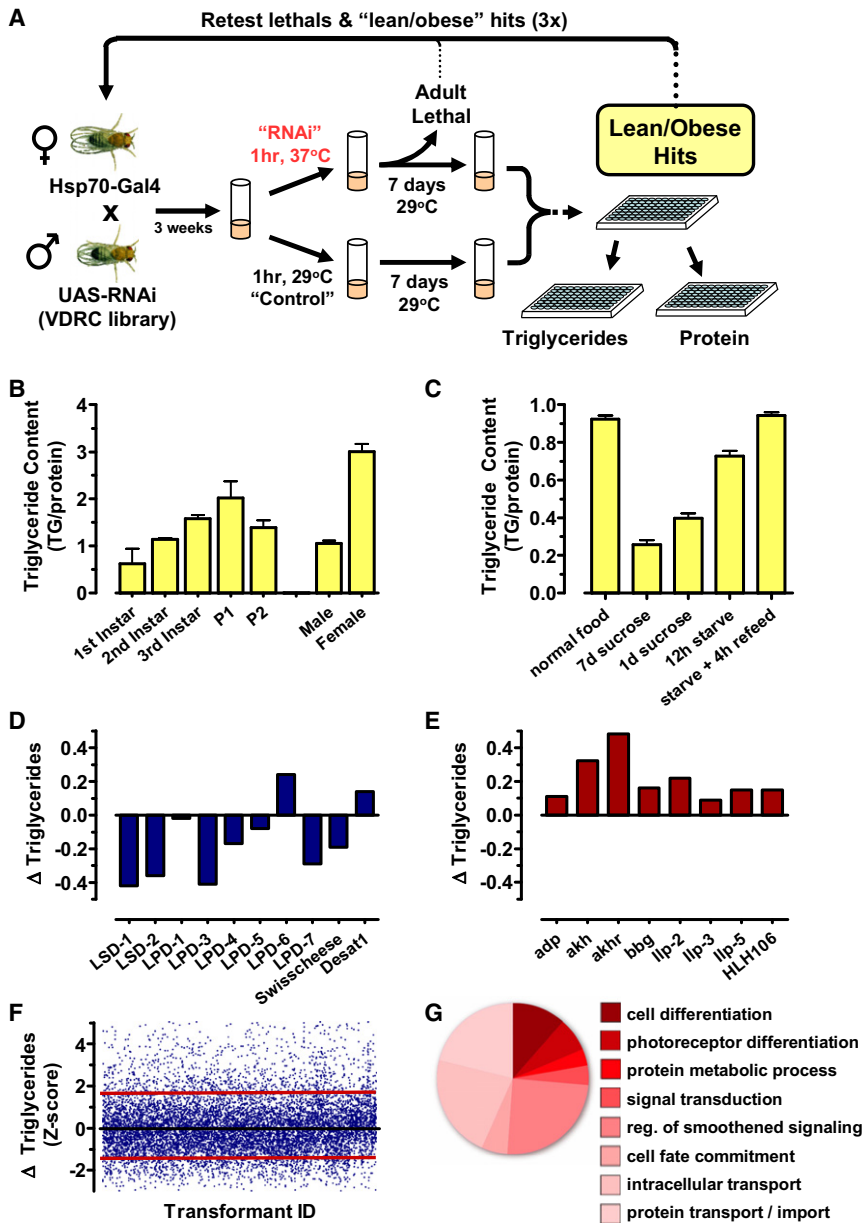 A
Retest lethals & “lean/obese” hits (3x)
Adult
Lethal
“RNAi”
1hr, 37°C
Lean/Obese
Hits
Hsp70-Gal4
X
3 weeks
7 days
29°C
1hr, 29°C
“Control”
7 days
29°C
UAS-RNAi
(VDRC library)
Triglycerides
Protein
B
Triglyceride Content
(TG/protein)
4
3
2
1
0
1st Instar
2nd Instar
3rd Instar
P1
P2
Male
Female
C
Triglyceride Content
(TG/protein)
1.0
0.8
0.6
0.4
0.2
0.0
normal food
7d sucrose
1d sucrose
12h starve
starve + 4h refeed
D
Δ Triglycerides
0.4
0.2
0.0
-0.2
-0.4
LSD-1
LSD-2
LPD-1
LPD-3
LPD-4
LPD-5
LPD-6
LPD-7
Swisscheese
Desat1
E
Δ Triglycerides
0.4
0.2
0.0
-0.2
-0.4
adp
akh
akhr
bbg
Ilp-2
Ilp-3
Ilp-5
HLH106
F
Δ Triglycerides
(Z-score)
4
2
0
-2
Transformant ID
G
cell differentiation
photoreceptor differentiation
protein metabolic process
signal transduction
reg. of smoothened signaling
cell fate commitment
intracellular transport
protein transport / import